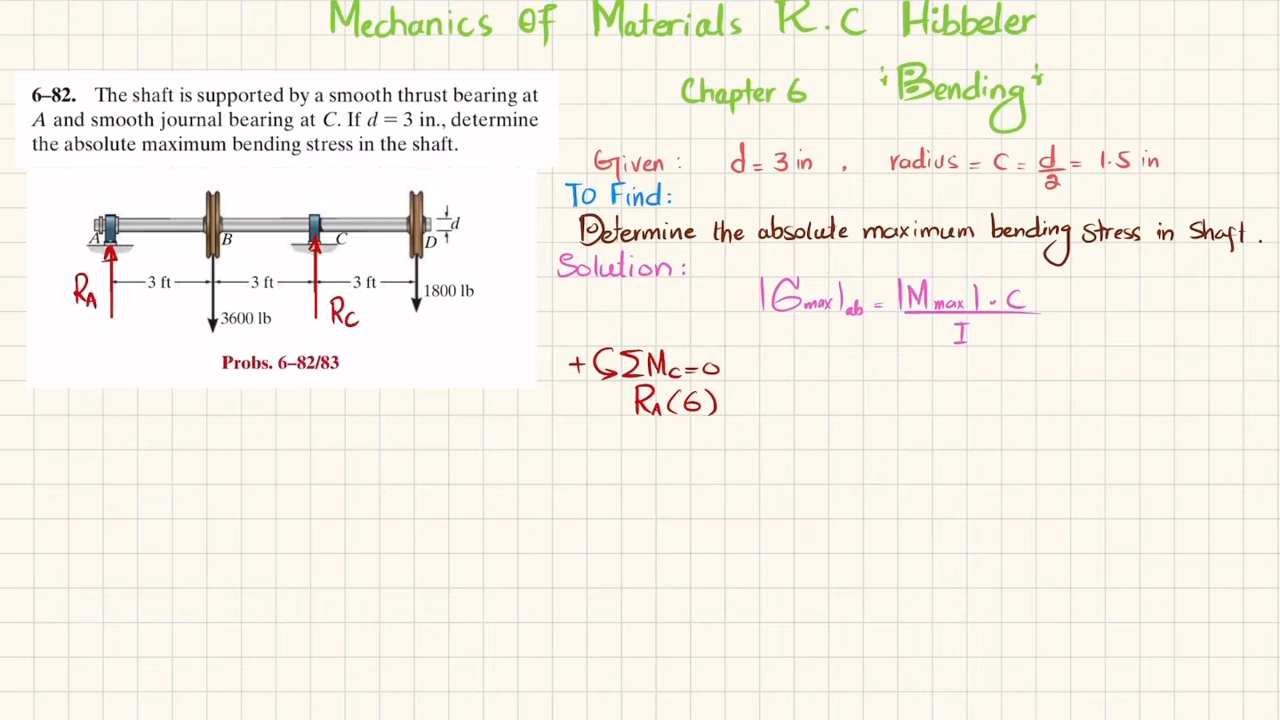 Mechanics Of Materials R.C Hibbeler
Chapter 6 "Bending"
6–82. The shaft is supported by a smooth thrust bearing at
A and smooth journal bearing at C. If d = 3 in., determine
the absolute maximum bending stress in the shaft.
A
B
C
D
d
3 ft
3 ft
3 ft
1800 lb
3600 lb
RA
RC
Probs. 6–82/83
Given : d = 3 in , radius = C = d/2 = 1.5 in
To Find:
Determine the absolute maximum bending stress in shaft .
Solution:
|σmax|ab = |Mmax| · C / I
+ ↺ ΣMc=0
RA(6)